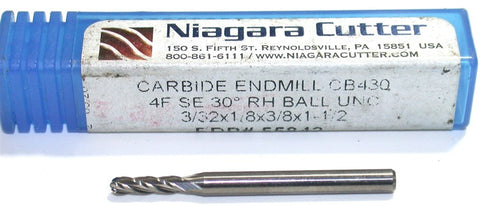 Niagara Cutter
150 S. Fifth St. Reynoldsville, PA 15851 USA
800-861-6111 / www.NiagaraCutter.com
CARBIDE ENDMILL CB430
4F SE 30° RH BALL UNC
3/32x1/8x3/8x1-1/2